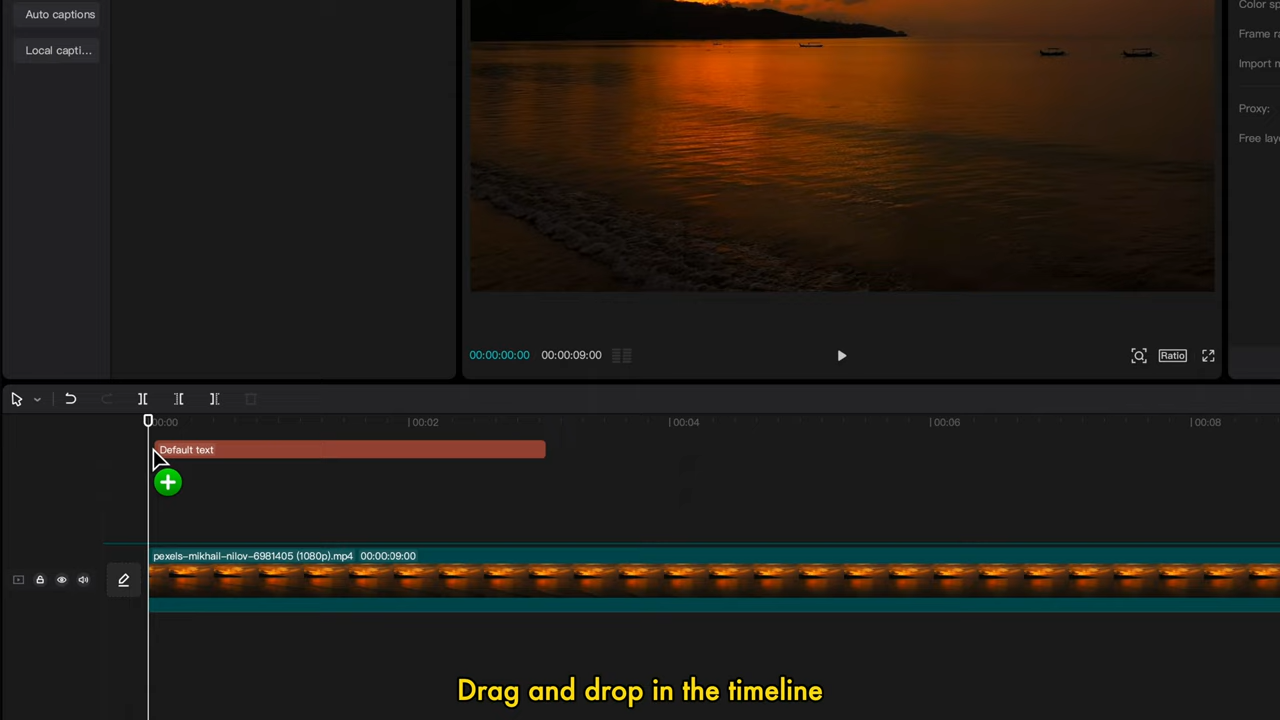 Auto captions
Local capti...
Color sp
Frame ra
Import m
Proxy:
Free laye
00:00:00:00 00:00:09:00
Ratio
00:00 00:02 00:04 00:06 00:08
Default text
pexels-mikhail-nilov-6981405 (1080p).mp4 00:00:09:00
Drag and drop in the timeline